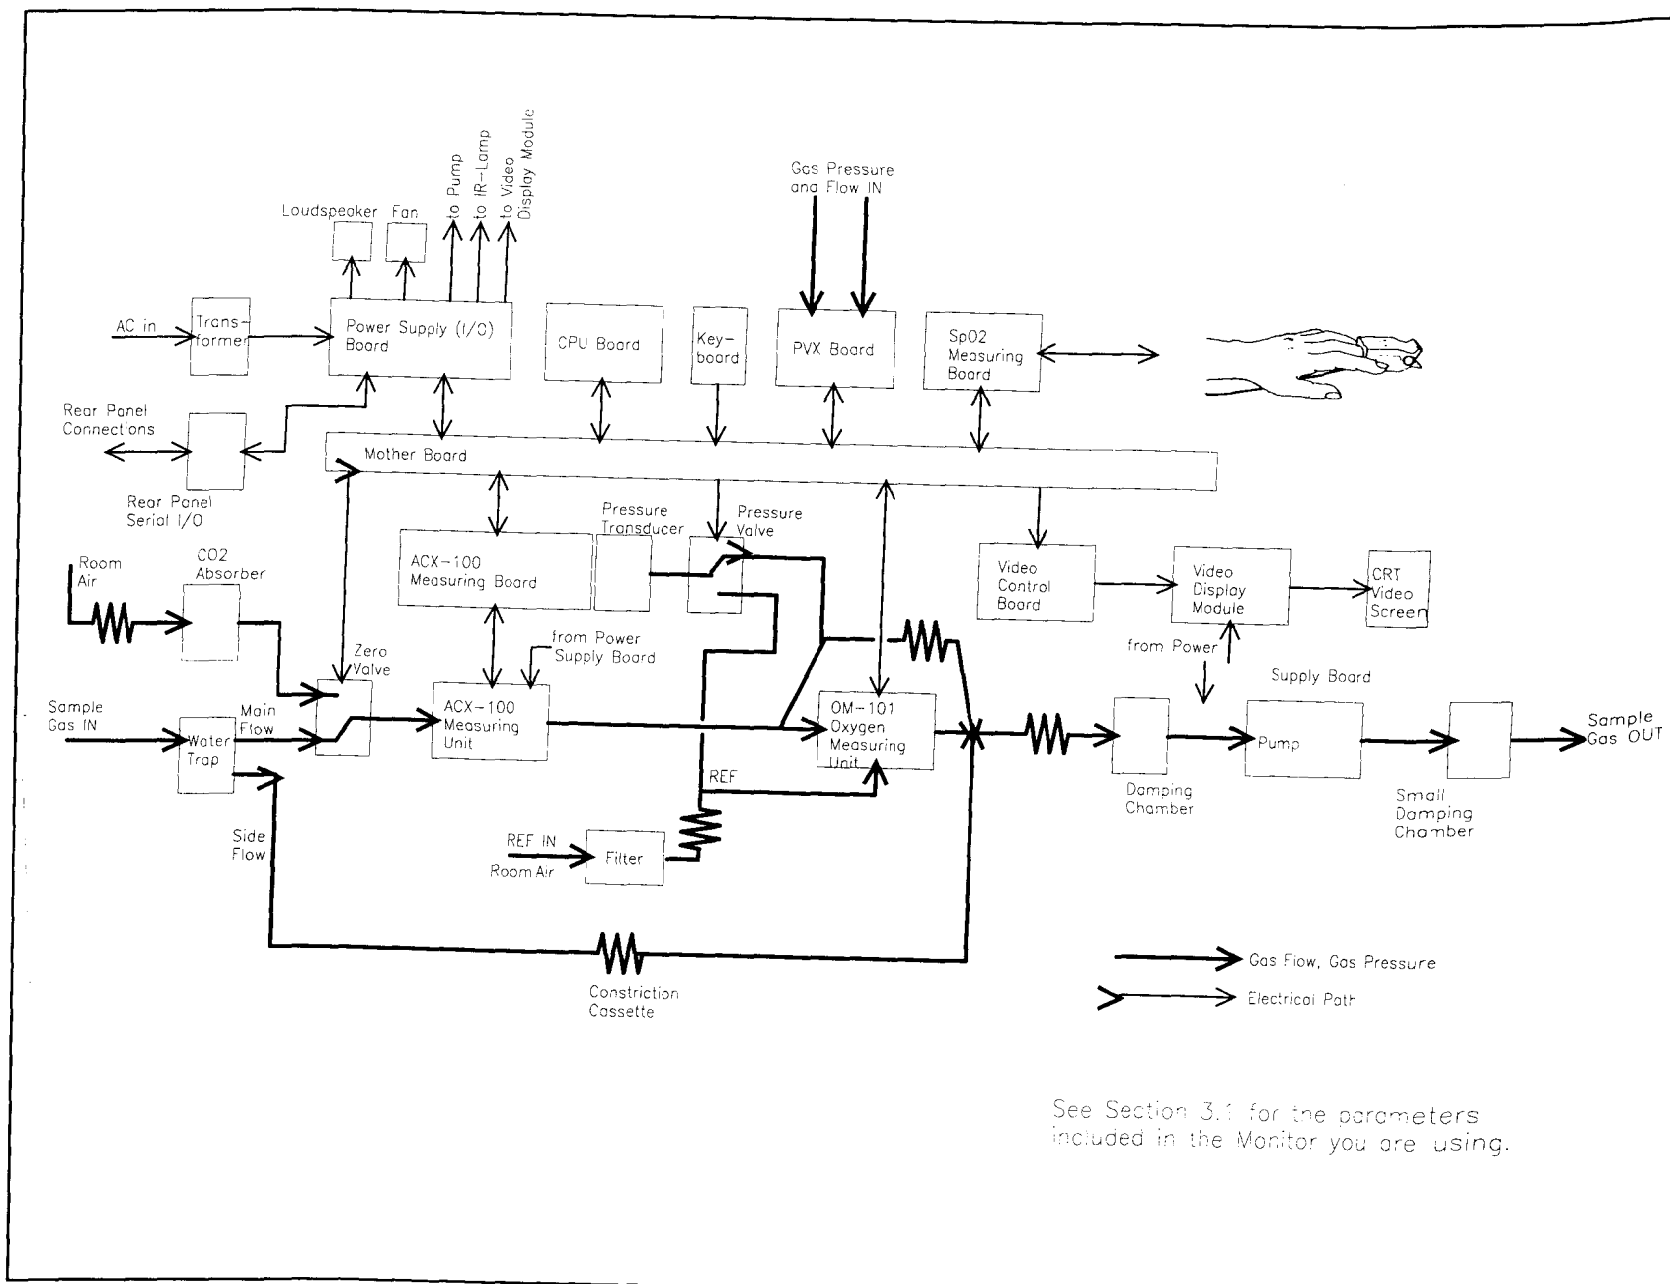 to Pump
to IR-Lamp
to Video
Display Module
Gas Pressure
and Flow IN
Loudspeaker
Fan
AC in
Trans-
former
Power Supply (I/O)
Board
CPU Board
Key-
board
PVX Board
SpO2
Measuring
Board
Rear Panel
Connections
Mother Board
Rear Panel
Serial I/O
Pressure
Transducer
Pressure
Valve
Room
Air
CO2
Absorber
ACX-100
Measuring Board
Video
Control
Board
Video
Display
Module
CRT
Video
Screen
from Power
Supply Board
from Power
Supply Board
Zero
Valve
Sample
Gas IN
Main
Flow
Water
Trap
ACX-100
Measuring
Unit
OM-101
Oxygen
Measuring
Unit
Pump
Sample
Gas OUT
REF
Damping
Chamber
Small
Damping
Chamber
Side
Flow
REF IN
Room Air
Filter
Constriction
Cassette
Gas Flow, Gas Pressure
Electrical Path
See Section 3.1 for the parameters
included in the Monitor you are using.